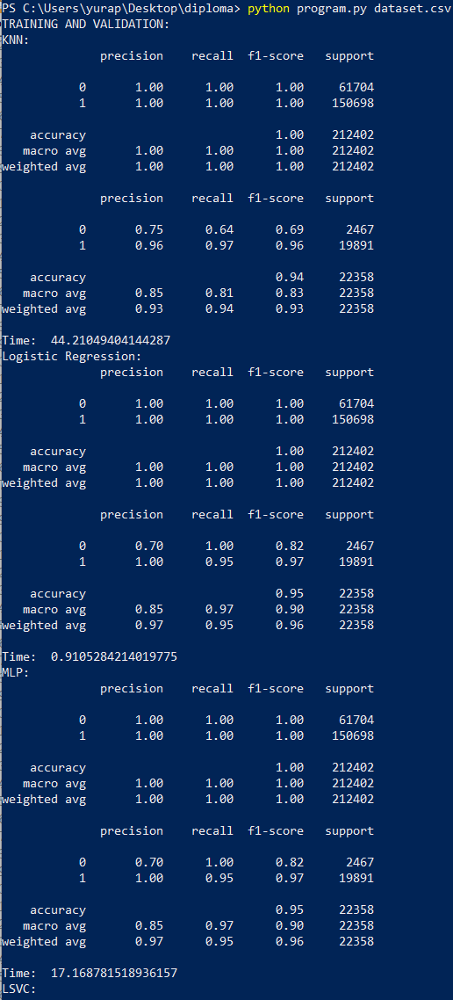 PS C:\Users\yurap\Desktop\diploma> python program.py dataset.csv
TRAINING AND VALIDATION:
KNN:
precision recall f1-score support
0 1.00 1.00 1.00 61704
1 1.00 1.00 1.00 150698
accuracy 1.00 212402
macro avg 1.00 1.00 1.00 212402
weighted avg 1.00 1.00 1.00 212402
precision recall f1-score support
0 0.75 0.64 0.69 2467
1 0.96 0.97 0.96 19891
accuracy 0.94 22358
macro avg 0.85 0.81 0.83 22358
weighted avg 0.93 0.94 0.93 22358
Time: 44.21049404144287
Logistic Regression:
precision recall f1-score support
0 1.00 1.00 1.00 61704
1 1.00 1.00 1.00 150698
accuracy 1.00 212402
macro avg 1.00 1.00 1.00 212402
weighted avg 1.00 1.00 1.00 212402
precision recall f1-score support
0 0.70 1.00 0.82 2467
1 1.00 0.95 0.97 19891
accuracy 0.95 22358
macro avg 0.85 0.97 0.90 22358
weighted avg 0.97 0.95 0.96 22358
Time: 0.9105284214019775
MLP:
precision recall f1-score support
0 1.00 1.00 1.00 61704
1 1.00 1.00 1.00 150698
accuracy 1.00 212402
macro avg 1.00 1.00 1.00 212402
weighted avg 1.00 1.00 1.00 212402
precision recall f1-score support
0 0.70 1.00 0.82 2467
1 1.00 0.95 0.97 19891
accuracy 0.95 22358
macro avg 0.85 0.97 0.90 22358
weighted avg 0.97 0.95 0.96 22358
Time: 17.168781518936157
LSVC: